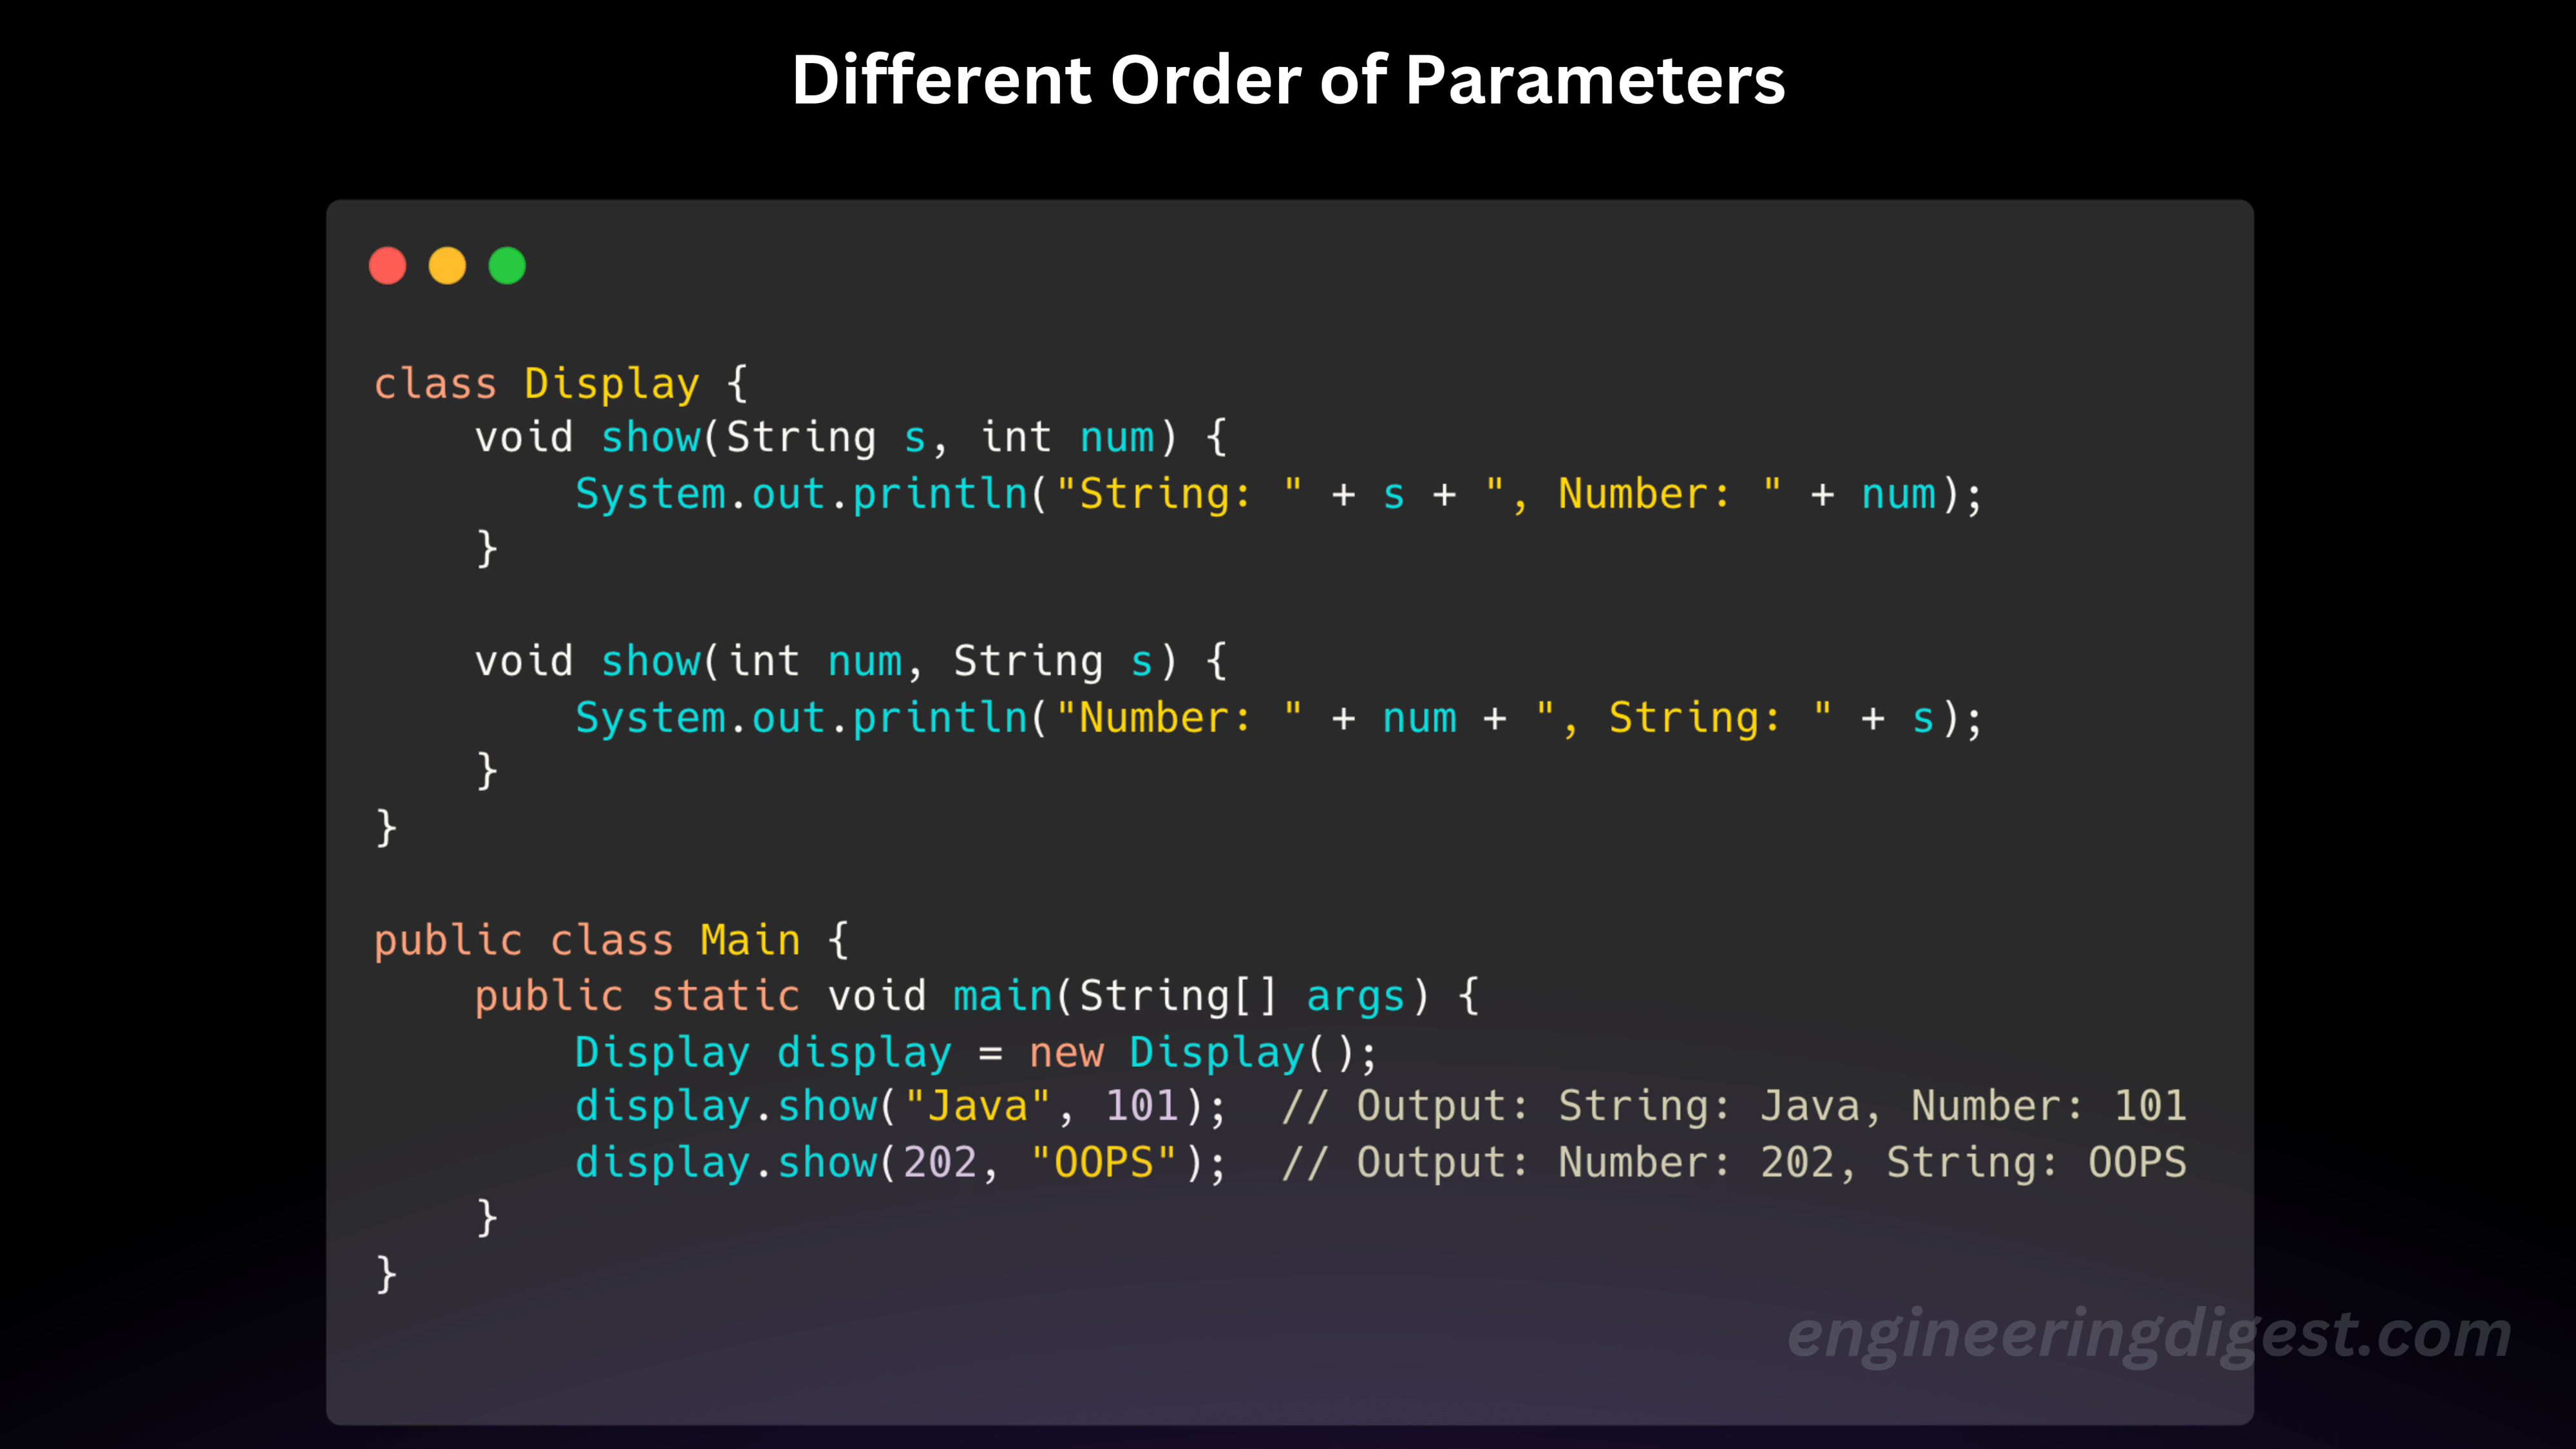 Different Order of Parameters
class Display {
    void show(String s, int num) {
        System.out.println("String: " + s + ", Number: " + num);
    }

    void show(int num, String s) {
        System.out.println("Number: " + num + ", String: " + s);
    }
}

public class Main {
    public static void main(String[] args) {
        Display display = new Display();
        display.show("Java", 101);  // Output: String: Java, Number: 101
        display.show(202, "OOPS");  // Output: Number: 202, String: OOPS
    }
}
engineeringdigest.com